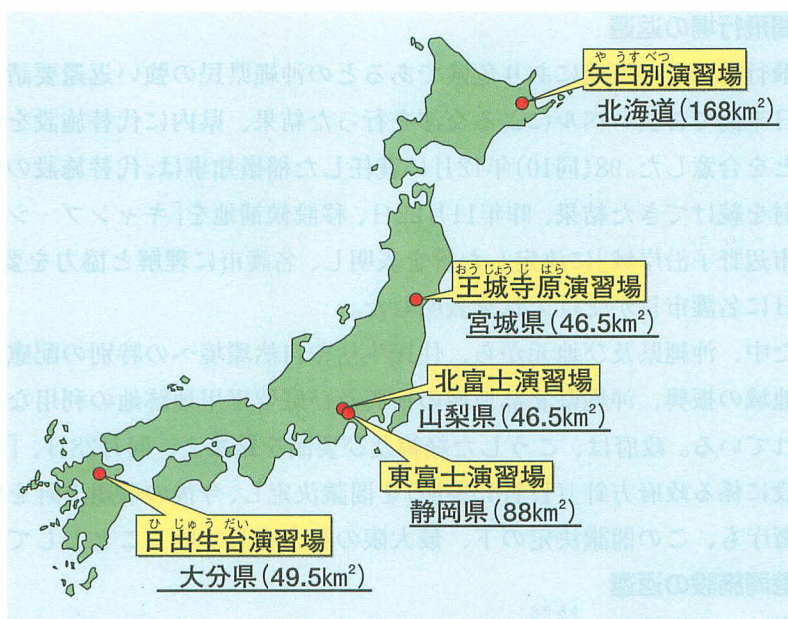 や うすべつ
矢臼別演習場
北海道(168km²)
おうじょうじ はら
王城寺原演習場
宮城県(46.5km²)
北富士演習場
山梨県(46.5km²)
東富士演習場
静岡県(88km²)
ひ じゅう だい
日出生台演習場
大分県(49.5km²)